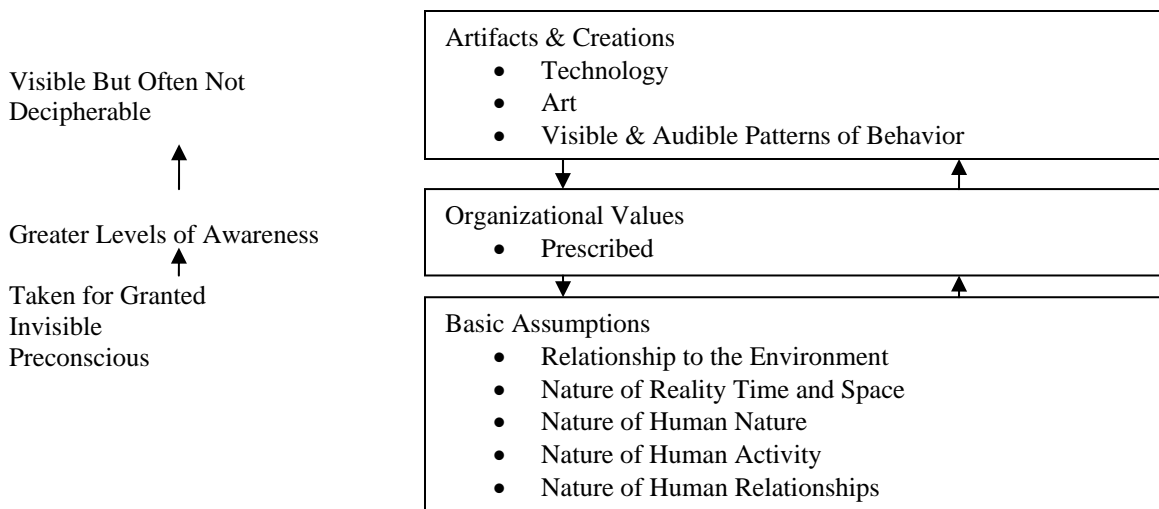 Visible But Often Not
Decipherable
Greater Levels of Awareness
Taken for Granted
Invisible
Preconscious
Artifacts & Creations
• Technology
• Art
• Visible & Audible Patterns of Behavior
Organizational Values
• Prescribed
Basic Assumptions
• Relationship to the Environment
• Nature of Reality Time and Space
• Nature of Human Nature
• Nature of Human Activity
• Nature of Human Relationships